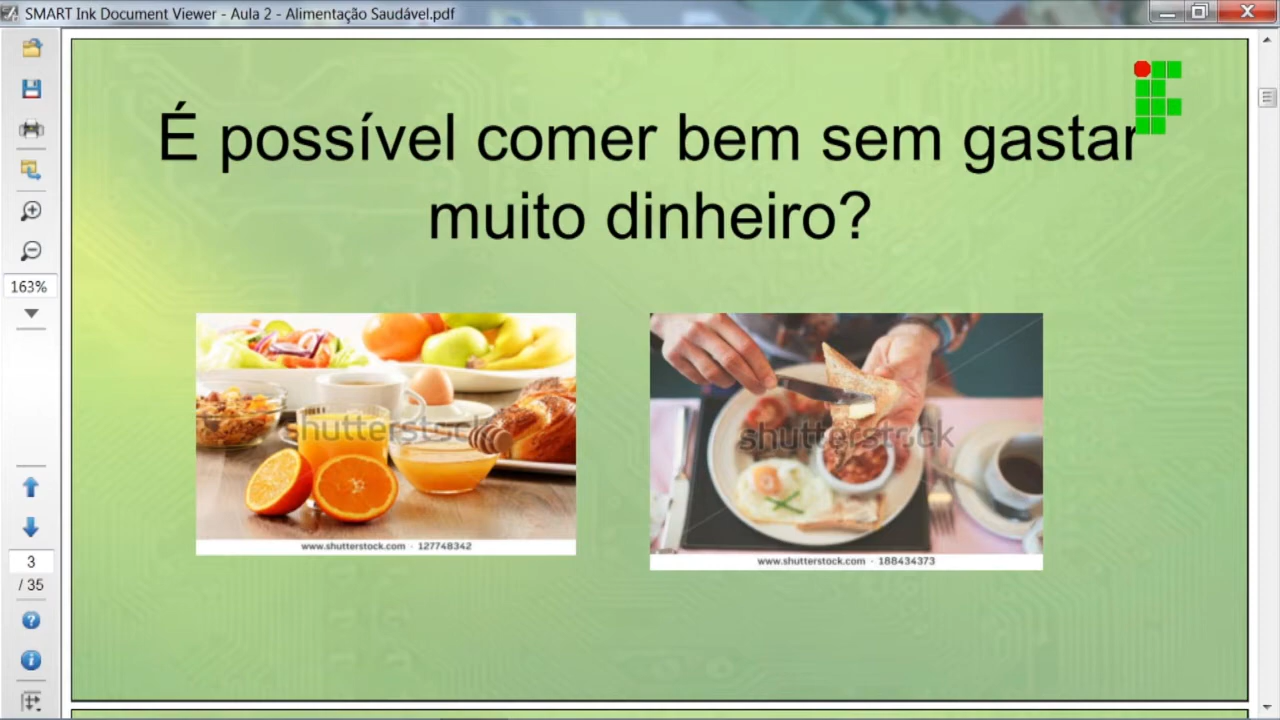 SMART Ink Document Viewer - Aula 2 - Alimentação Saudável.pdf
É possível comer bem sem gastar
muito dinheiro?
163%
shutterstock
shutterstock
www.shutterstock.com · 127748342
www.shutterstock.com · 188434373
3
/ 35